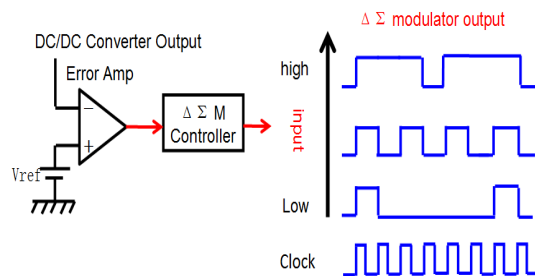 DC/DC Converter Output
Error Amp
−
+
Vref
Δ Σ M
Controller
Δ Σ modulator output
high
input
Low
Clock